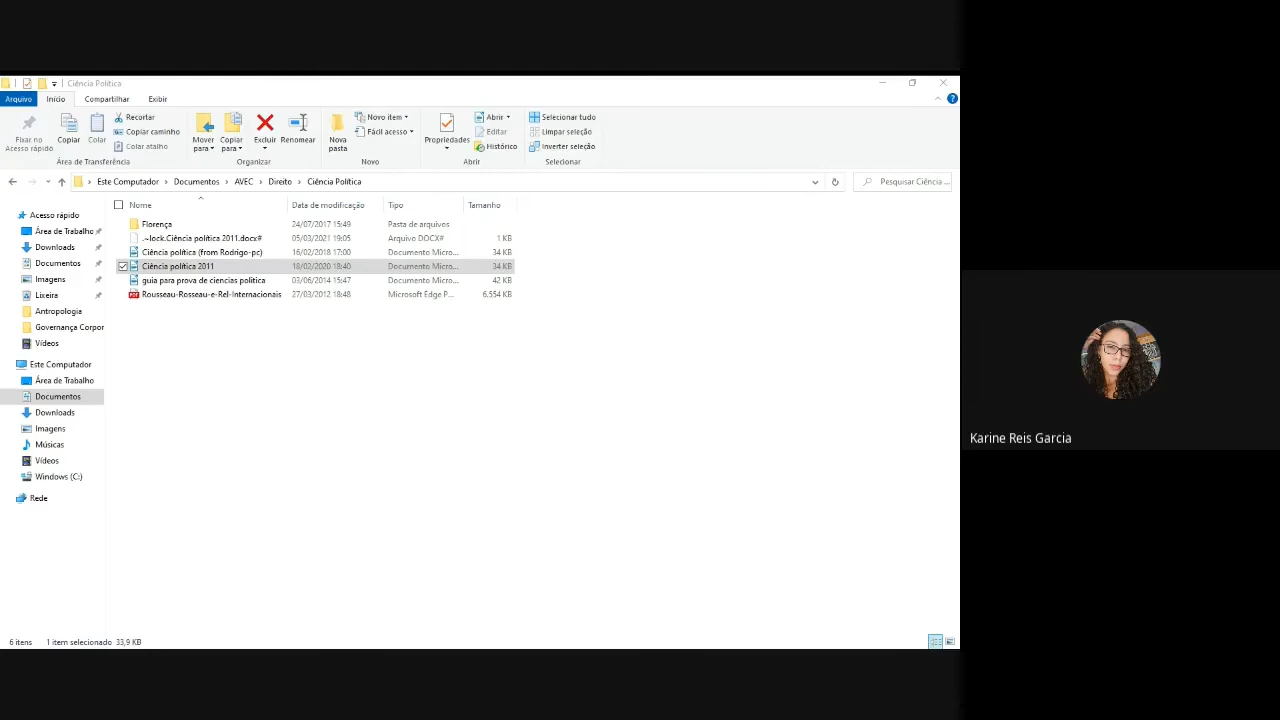 Ciência Política
Arquivo Início Compartilhar Exibir
Fixar no Acesso rápido
Copiar
Colar
Recortar
Copiar caminho
Colar atalho
Área de Transferência
Mover para
Copiar para
Excluir
Renomear
Organizar
Nova pasta
Novo item
Fácil acesso
Novo
Propriedades
Abrir
Editar
Histórico
Abrir
Selecionar tudo
Limpar seleção
Inverter seleção
Selecionar
Este Computador > Documentos > AVEC > Direito > Ciência Política
Pesquisar Ciência ...
Nome Data de modificação Tipo Tamanho
Florença 24/07/2017 15:49 Pasta de arquivos
.~lock.Ciência política 2011.docx# 05/03/2021 19:05 Arquivo DOCX# 1 KB
Ciência política (from Rodrigo-pc) 16/02/2018 17:00 Documento Micro... 34 KB
Ciência política 2011 18/02/2020 18:40 Documento Micro... 34 KB
guia para prova de ciencias politica 03/06/2014 15:47 Documento Micro... 42 KB
Rousseau-Rosseau-e-Rel-Internacionais 27/03/2012 18:48 Microsoft Edge P... 6.554 KB
Acesso rápido
Área de Trabalho
Downloads
Documentos
Imagens
Lixeira
Antropologia
Governança Corpor
Vídeos
Este Computador
Área de Trabalho
Documentos
Downloads
Imagens
Músicas
Vídeos
Windows (C:)
Rede
6 itens 1 item selecionado 33,9 KB
Karine Reis Garcia